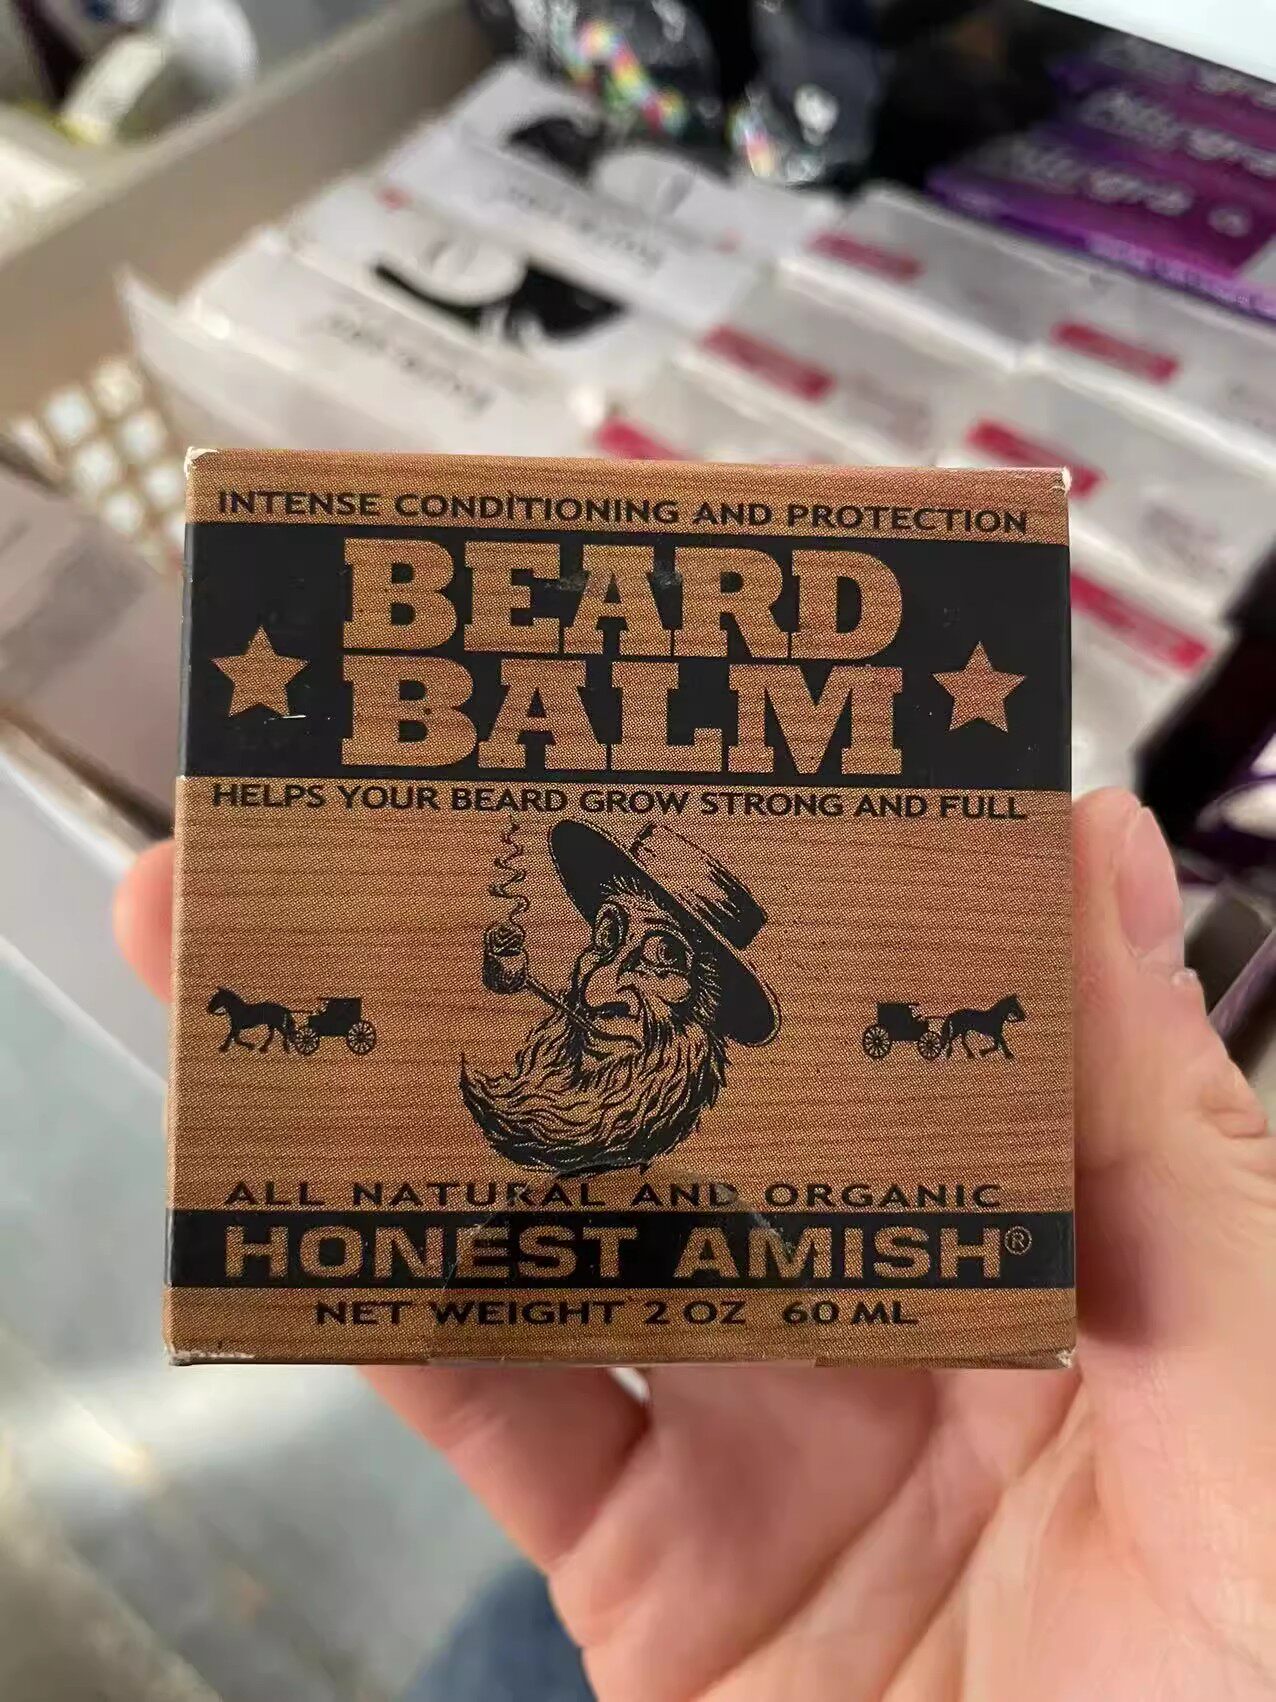 INTENSE CONDITIONING AND PROTECTION
BEARD
BALM
HELPS YOUR BEARD GROW STRONG AND FULL
ALL NATURAL AND ORGANIC
HONEST AMISH®
NET WEIGHT 2 OZ 60 ML